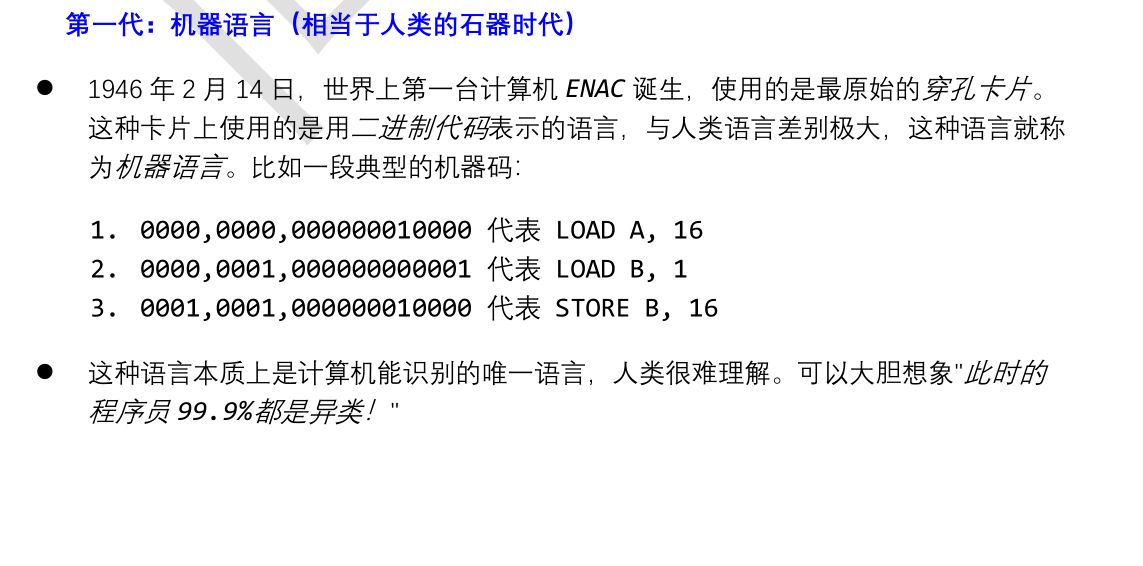 第一代：机器语言（相当于人类的石器时代）
● 1946 年 2 月 14 日，世界上第一台计算机 ENAC 诞生，使用的是最原始的穿孔卡片。
这种卡片上使用的是用二进制代码表示的语言，与人类语言差别极大，这种语言就称
为机器语言。比如一段典型的机器码：
1. 0000,0000,000000010000 代表 LOAD A, 16
2. 0000,0001,000000000001 代表 LOAD B, 1
3. 0001,0001,000000010000 代表 STORE B, 16
● 这种语言本质上是计算机能识别的唯一语言，人类很难理解。可以大胆想象"此时的
程序员 99.9%都是异类！"